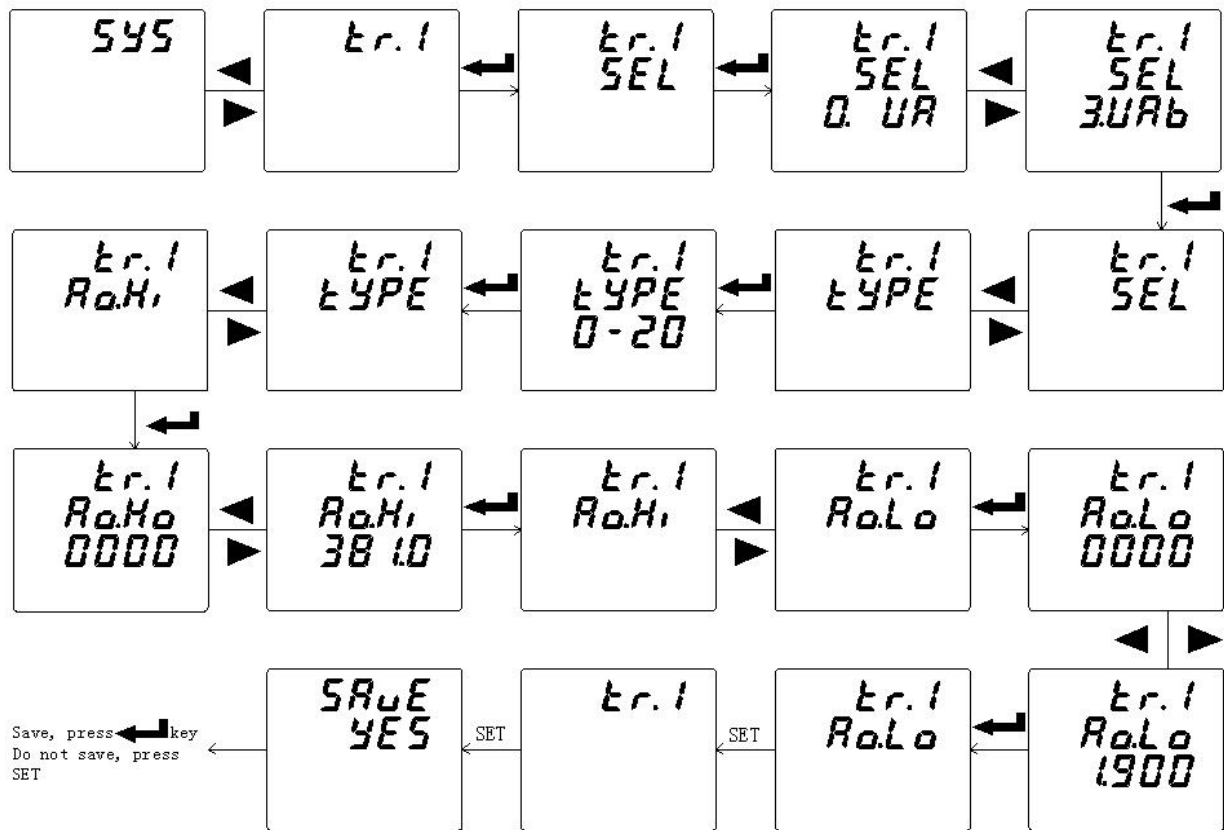 SYS
tr.1
tr.1
SEL
tr.1
SEL
0. UA
tr.1
SEL
3.UAb
tr.1
Ao.Hi
tr.1
tYPE
tr.1
tYPE
0-20
tr.1
tYPE
tr.1
SEL
tr.1
Ao.Ho
0000
tr.1
Ao.Hi
381.0
tr.1
Ao.Hi
tr.1
Ao.Lo
tr.1
Ao.Lo
0000
Save, press key
Do not save, press
SET
SAvE
YES
SET
tr.1
SET
tr.1
Ao.Lo
tr.1
Ao.Lo
1.900